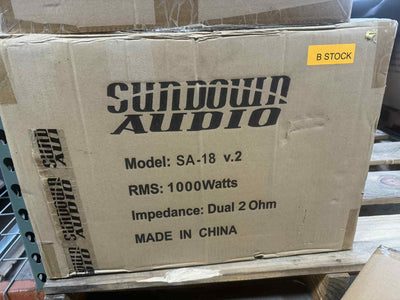 B STOCK
SUNDOWN
AUDIO
Model: SA-18 v.2
RMS: 1000Watts
Impedance: Dual 2 Ohm
MADE IN CHINA
SUNDOWN
AUDIO